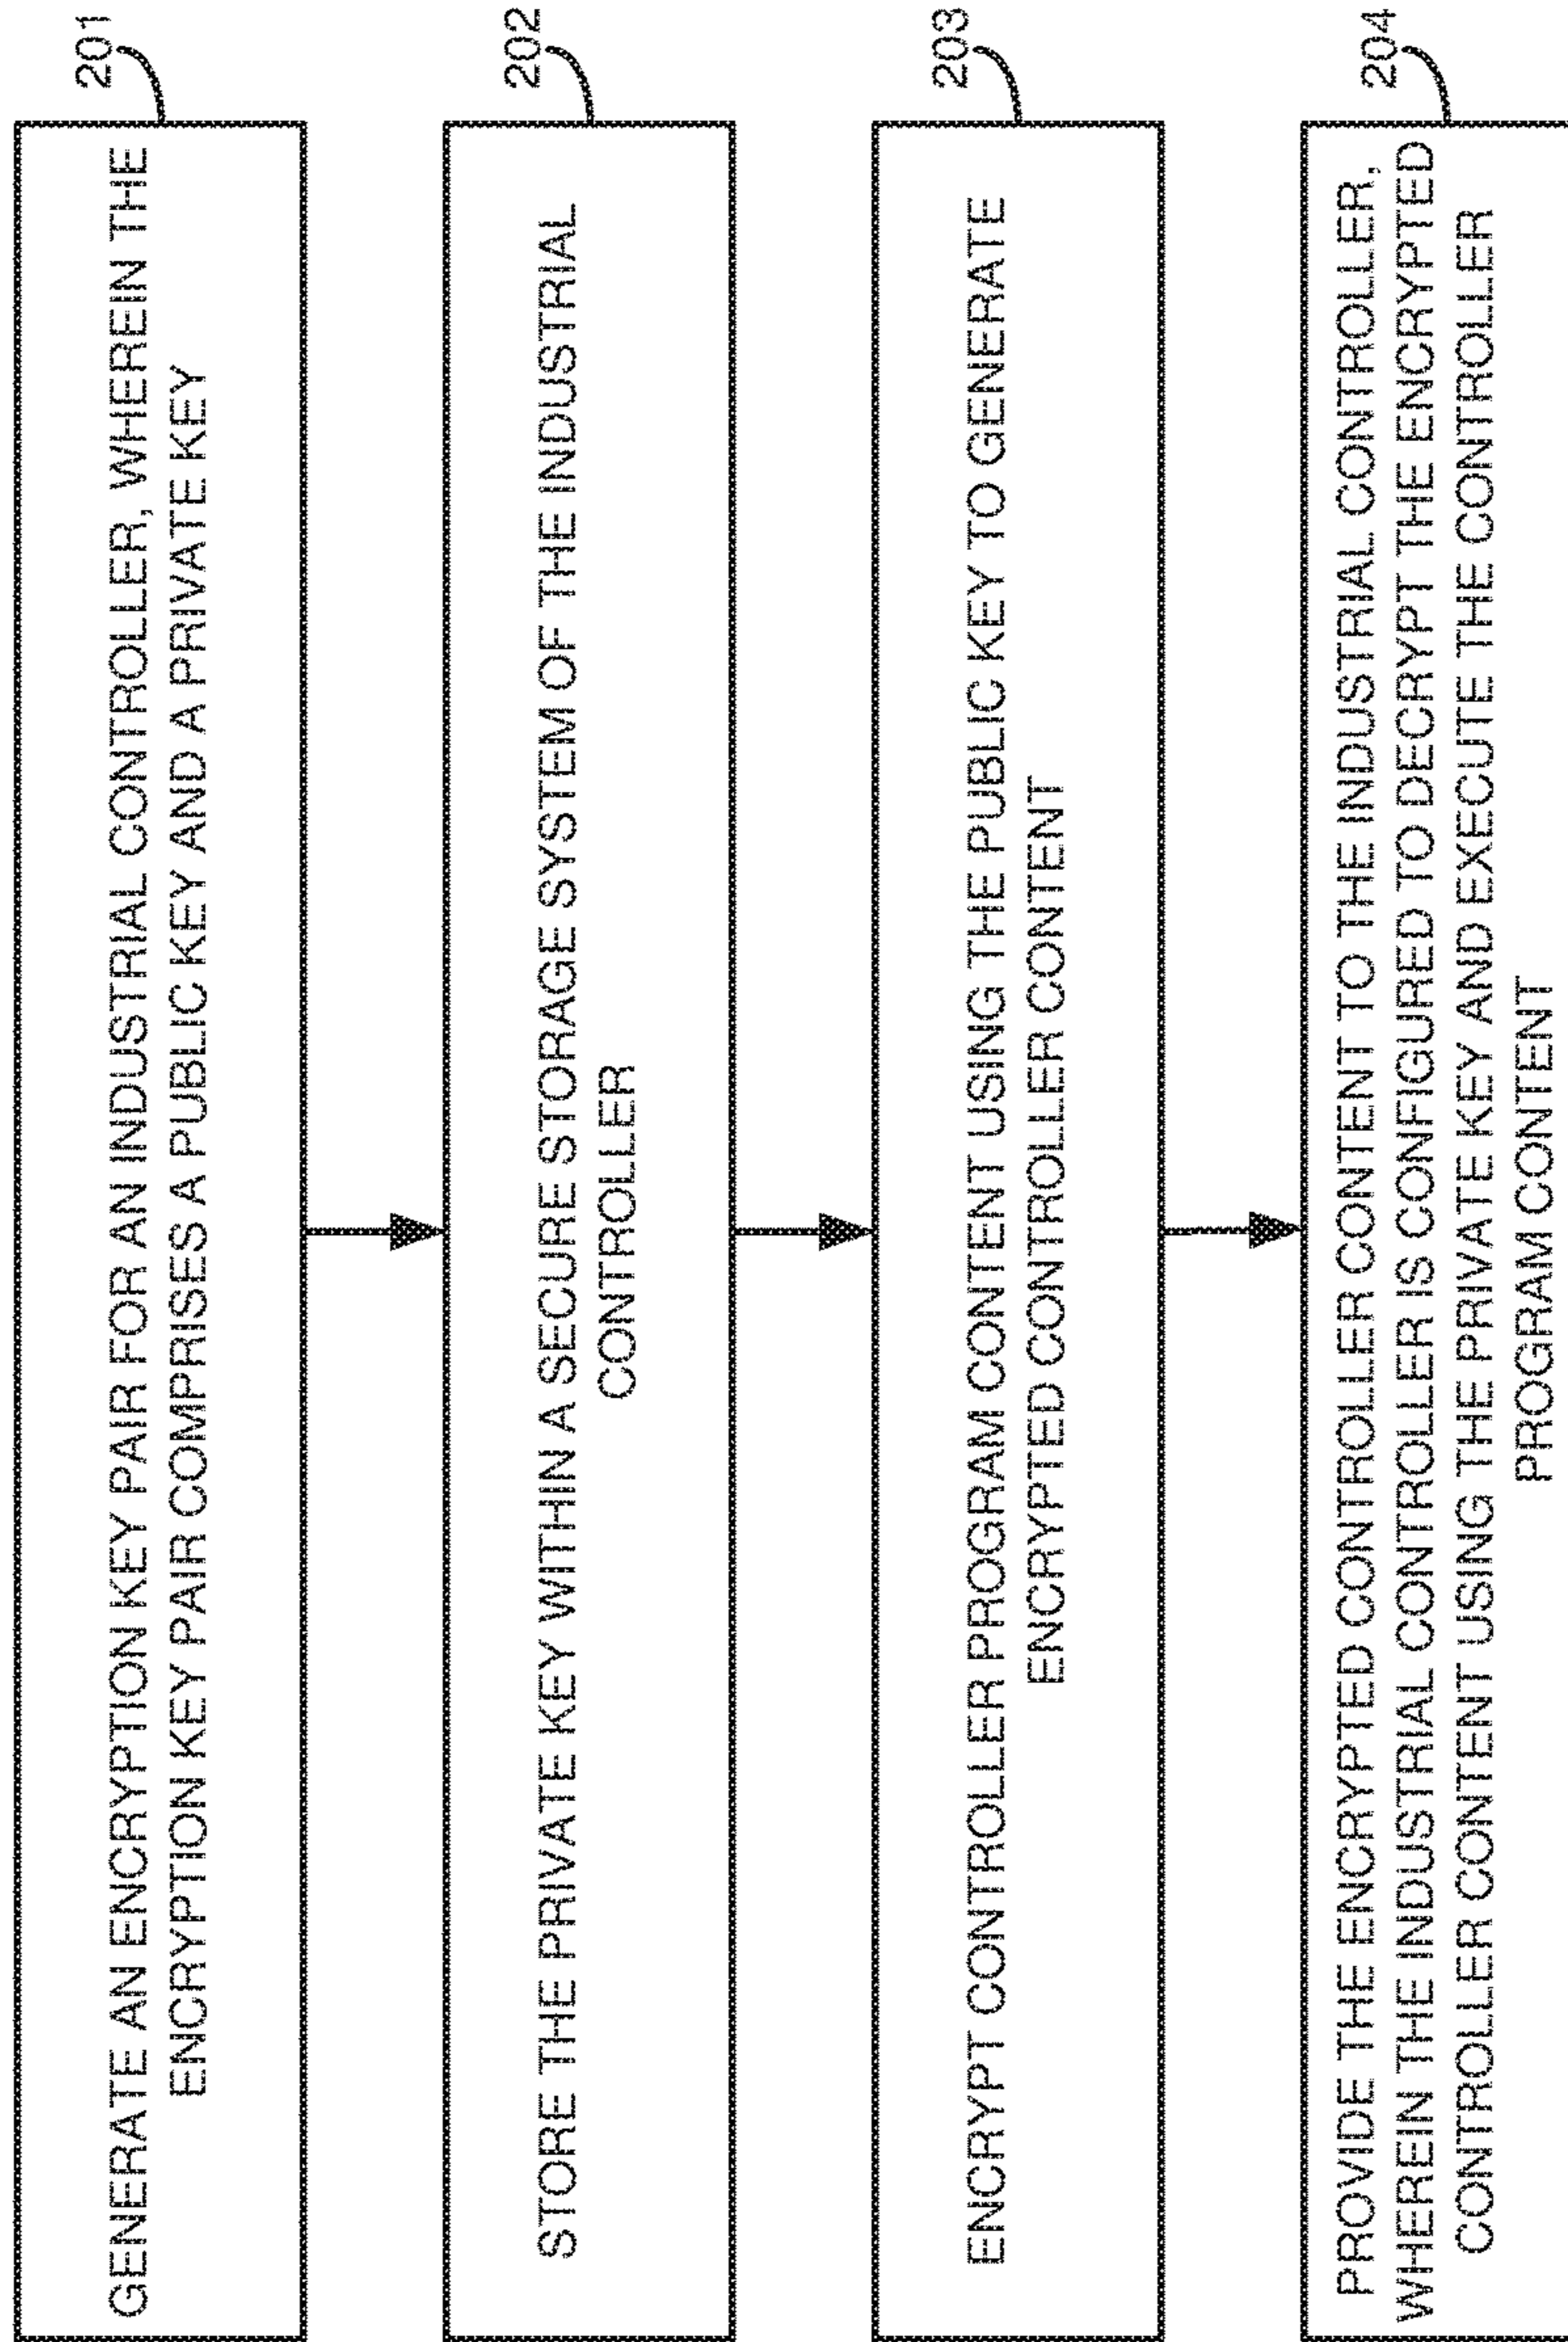 201
GENERATE AN ENCRYPTION KEY PAIR FOR AN INDUSTRIAL CONTROLLER, WHEREIN THE
ENCRYPTION KEY PAIR COMPRISES A PUBLIC KEY AND A PRIVATE KEY
202
STORE THE PRIVATE KEY WITHIN A SECURE STORAGE SYSTEM OF THE INDUSTRIAL
CONTROLLER
203
ENCRYPT CONTROLLER PROGRAM CONTENT USING THE PUBLIC KEY TO GENERATE
ENCRYPTED CONTROLLER CONTENT
204
PROVIDE THE ENCRYPTED CONTROLLER CONTENT TO THE INDUSTRIAL CONTROLLER,
WHEREIN THE INDUSTRIAL CONTROLLER IS CONFIGURED TO DECRYPT THE ENCRYPTED
CONTROLLER CONTENT USING THE PRIVATE KEY AND EXECUTE THE CONTROLLER
PROGRAM CONTENT